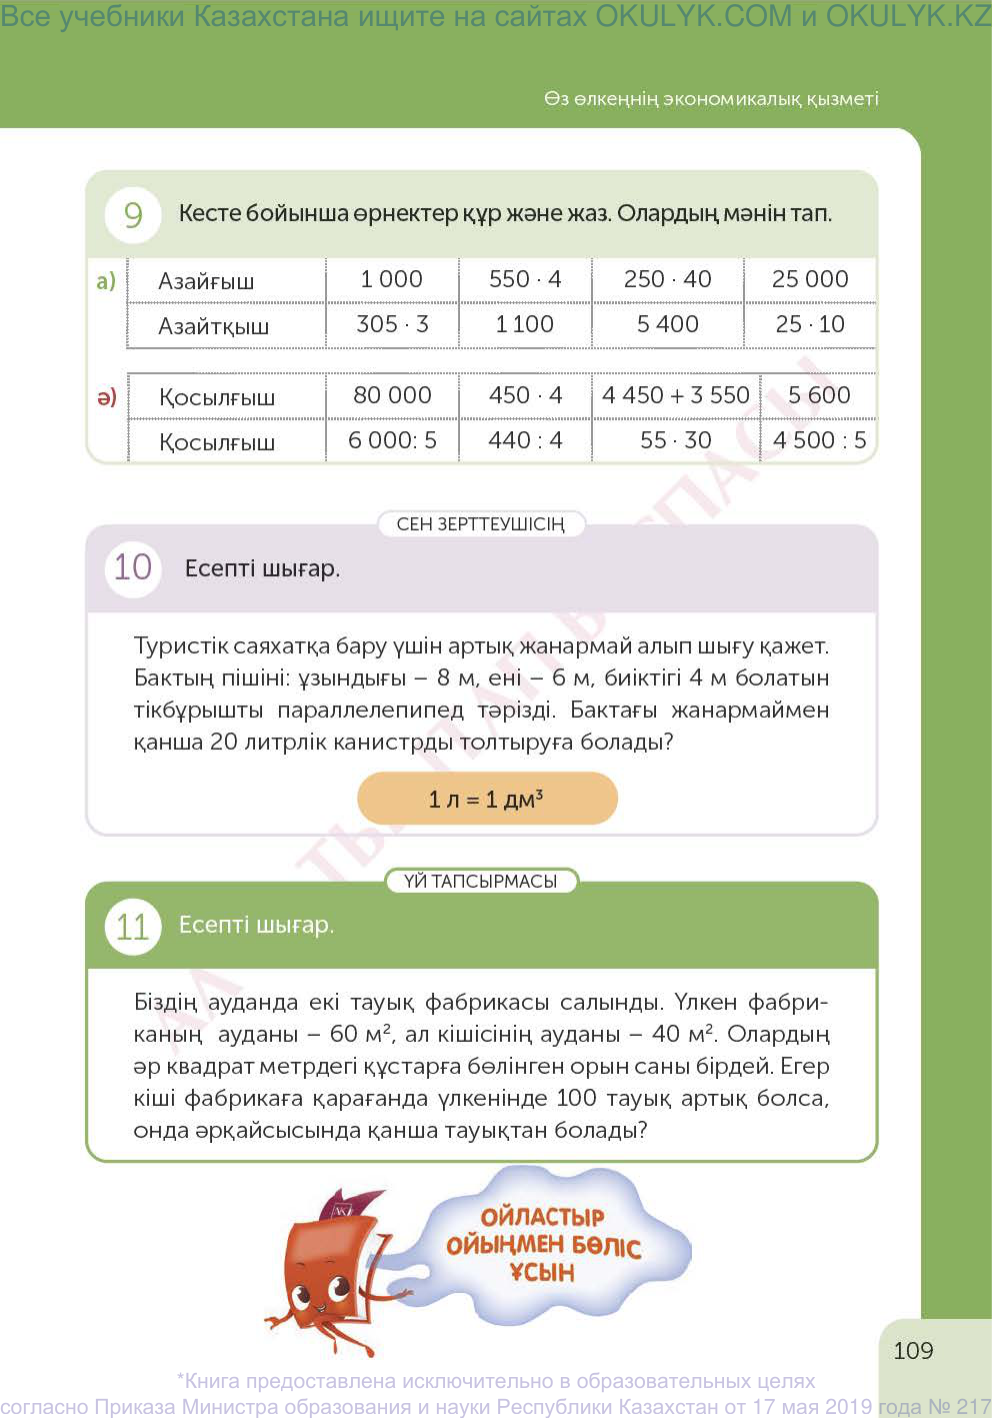 Все учебники Казахстана ищите на сайтах OKULYK.COM и OKULYK.KZ
Өз өлкеңнің экономикалық қызметі
9 Кесте бойынша өрнектер құр және жаз. Олардың мәнін тап.
а) Азайғыш 1 000 550 · 4 250 · 40 25 000
Азайтқыш 305 · 3 1 100 5 400 25 · 10
ә) Қосылғыш 80 000 450 · 4 4 450 + 3 550 5 600
Қосылғыш 6 000: 5 440 : 4 55 · 30 4 500 : 5
СЕН ЗЕРТТЕУШІСІҢ
10 Есепті шығар.
Туристік саяхатқа бару үшін артық жанармай алып шығу қажет.
Бактың пішіні: ұзындығы – 8 м, ені – 6 м, биіктігі 4 м болатын
тікбұрышты параллелепипед тәрізді. Бактағы жанармаймен
қанша 20 литрлік канистрды толтыруға болады?
1 л = 1 дм³
ҮЙ ТАПСЫРМАСЫ
11 Есепті шығар.
Біздің ауданда екі тауық фабрикасы салынды. Үлкен фабри-
каның ауданы – 60 м², ал кішісінің ауданы – 40 м². Олардың
әр квадрат метрдегі құстарға бөлінген орын саны бірдей. Егер
кіші фабрикаға қарағанда үлкенінде 100 тауық артық болса,
онда әрқайсысында қанша тауықтан болады?
ОЙЛАСТЫР
ОЙЫҢМЕН БӨЛІС
ҰСЫН
109
*Книга предоставлена исключительно в образовательных целях
согласно Приказа Министра образования и науки Республики Казахстан от 17 мая 2019 года № 217